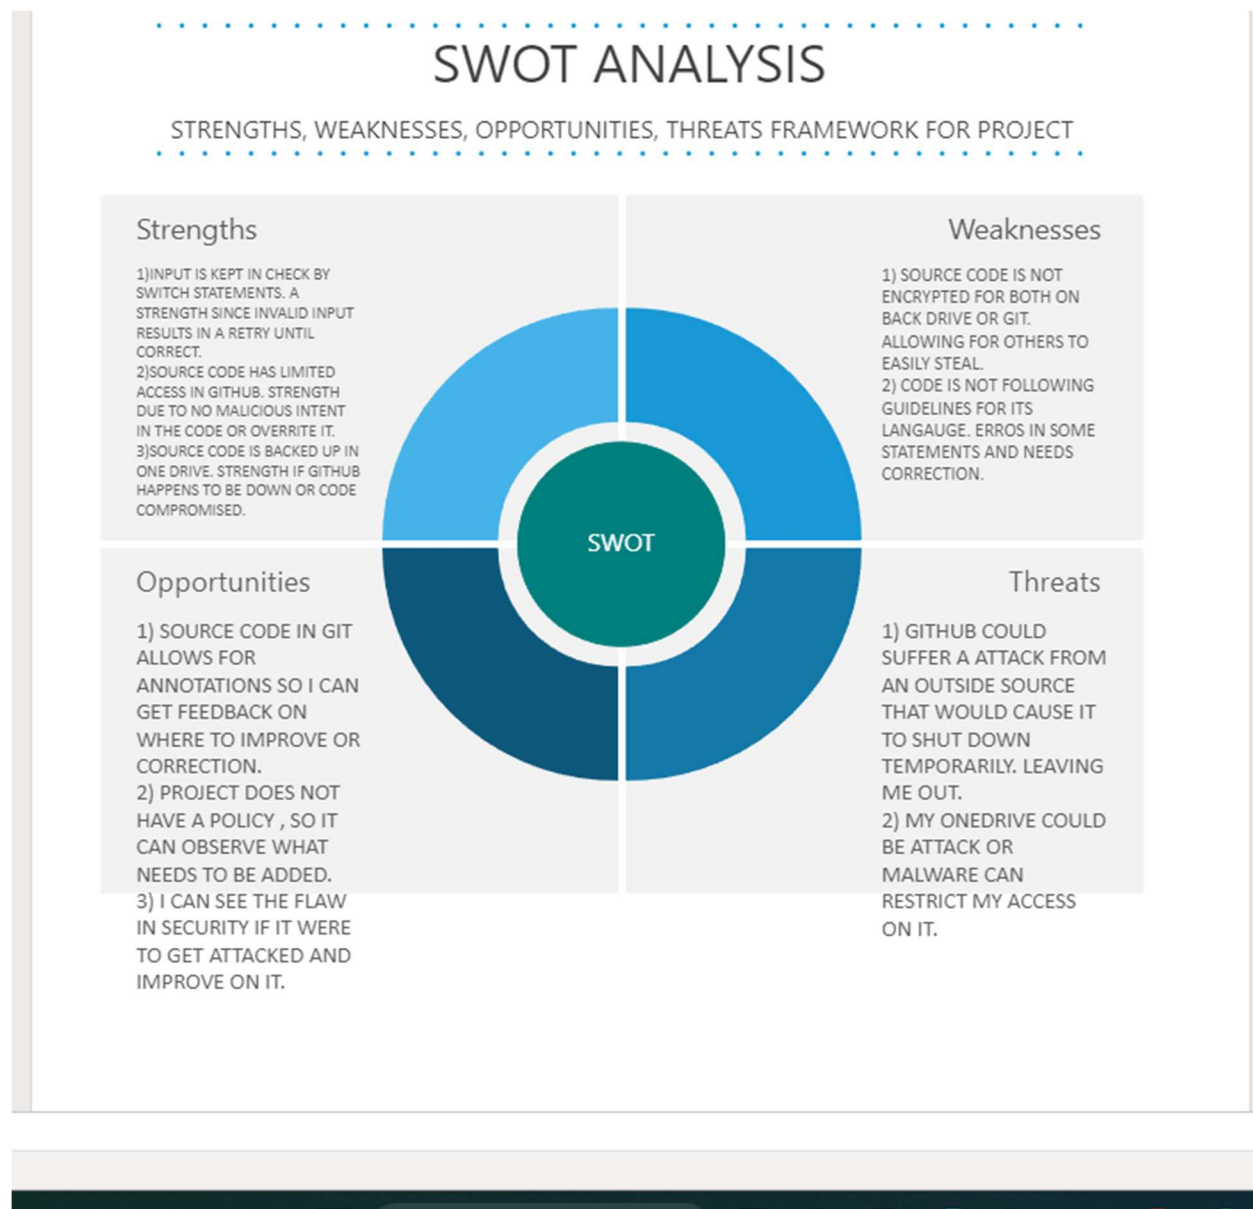 SWOT ANALYSIS
STRENGTHS, WEAKNESSES, OPPORTUNITIES, THREATS FRAMEWORK FOR PROJECT
Strengths
1)INPUT IS KEPT IN CHECK BY
SWITCH STATEMENTS. A
STRENGTH SINCE INVALID INPUT
RESULTS IN A RETRY UNTIL
CORRECT.
2)SOURCE CODE HAS LIMITED
ACCESS IN GITHUB. STRENGTH
DUE TO NO MALICIOUS INTENT
IN THE CODE OR OVERRITE IT.
3)SOURCE CODE IS BACKED UP IN
ONE DRIVE. STRENGTH IF GITHUB
HAPPENS TO BE DOWN OR CODE
COMPROMISED.
Weaknesses
1) SOURCE CODE IS NOT
ENCRYPTED FOR BOTH ON
BACK DRIVE OR GIT.
ALLOWING FOR OTHERS TO
EASILY STEAL.
2) CODE IS NOT FOLLOWING
GUIDELINES FOR ITS
LANGAUGE. ERROS IN SOME
STATEMENTS AND NEEDS
CORRECTION.
SWOT
Opportunities
1) SOURCE CODE IN GIT
ALLOWS FOR
ANNOTATIONS SO I CAN
GET FEEDBACK ON
WHERE TO IMPROVE OR
CORRECTION.
2) PROJECT DOES NOT
HAVE A POLICY , SO IT
CAN OBSERVE WHAT
NEEDS TO BE ADDED.
3) I CAN SEE THE FLAW
IN SECURITY IF IT WERE
TO GET ATTACKED AND
IMPROVE ON IT.
Threats
1) GITHUB COULD
SUFFER A ATTACK FROM
AN OUTSIDE SOURCE
THAT WOULD CAUSE IT
TO SHUT DOWN
TEMPORARILY. LEAVING
ME OUT.
2) MY ONEDRIVE COULD
BE ATTACK OR
MALWARE CAN
RESTRICT MY ACCESS
ON IT.